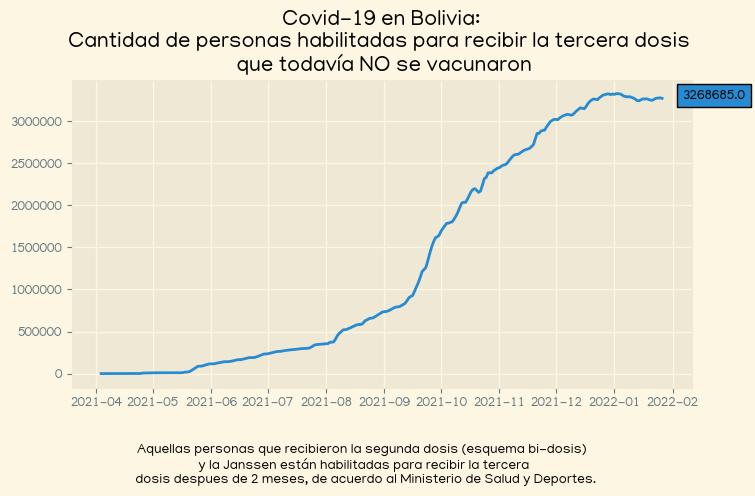 Covid-19 en Bolivia:
Cantidad de personas habilitadas para recibir la tercera dosis
que todavía NO se vacunaron
3268685.0
3000000
2500000
2000000
1500000
1000000
500000
0
2021-04 2021-05 2021-06 2021-07 2021-08 2021-09 2021-10 2021-11 2021-12 2022-01 2022-02
Aquellas personas que recibieron la segunda dosis (esquema bi-dosis)
y la Janssen están habilitadas para recibir la tercera
dosis despues de 2 meses, de acuerdo al Ministerio de Salud y Deportes.